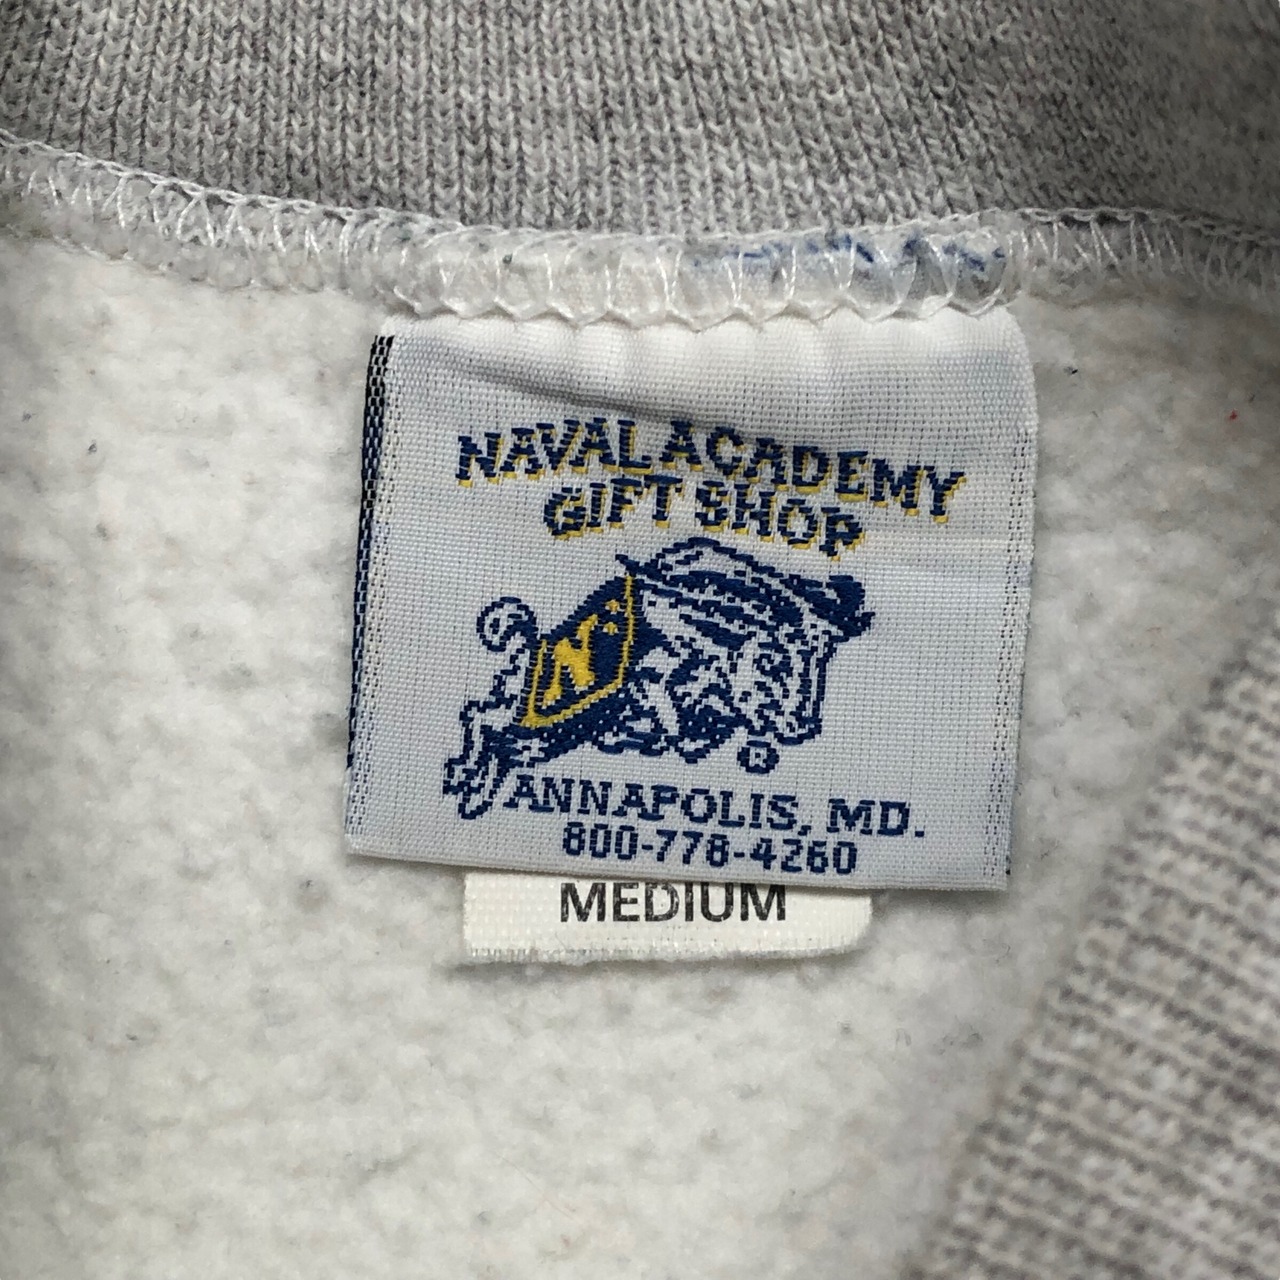 NAVAL ACADEMY
GIFT SHOP
N
®
ANNAPOLIS, MD.
800-778-4260
MEDIUM